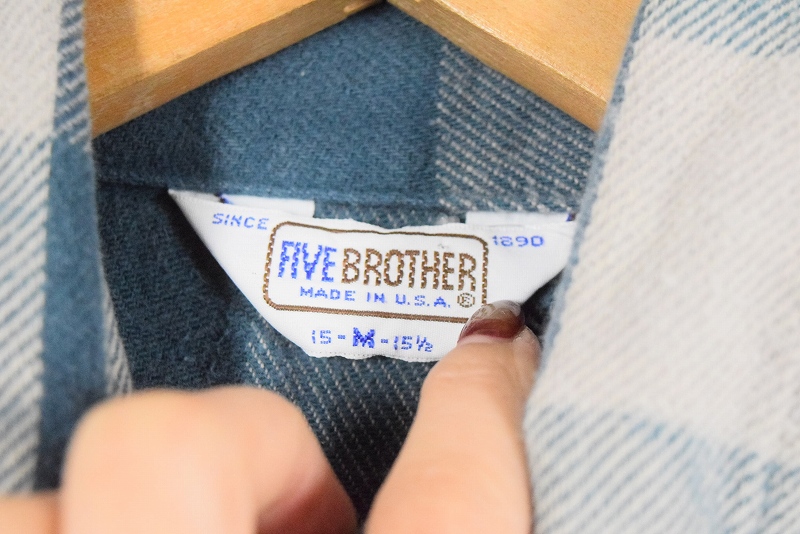 SINCE 1890
FIVE BROTHER
MADE IN U.S.A. ®
15-M-15½